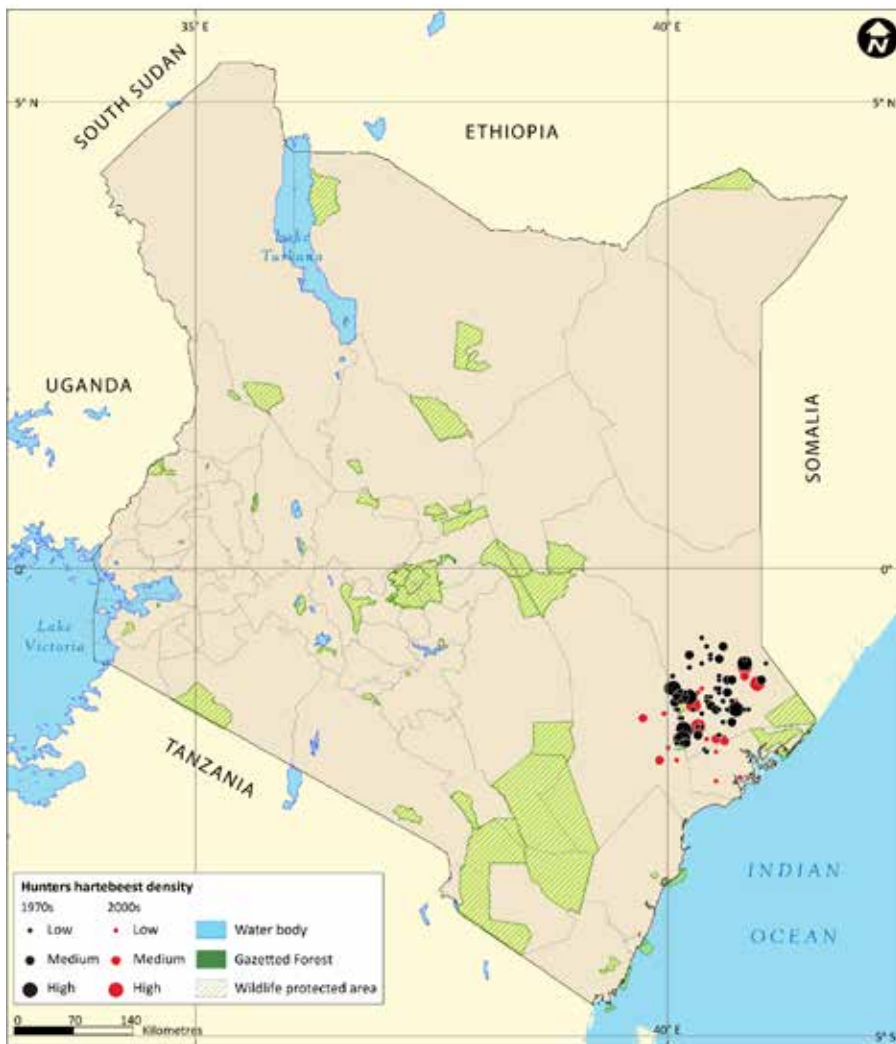 35° E
40° E
N
SOUTH SUDAN
5° N
5° N
ETHIOPIA
Lake
Turkana
UGANDA
SOMALIA
0°
0°
Lake
Victoria
TANZANIA
INDIAN
OCEAN
Hunters hartebeest density
1970s 2000s
Low Low Water body
Medium Medium Gazetted Forest
High High Wildlife protected area
0 70 140
Kilometres
40° E
5° S